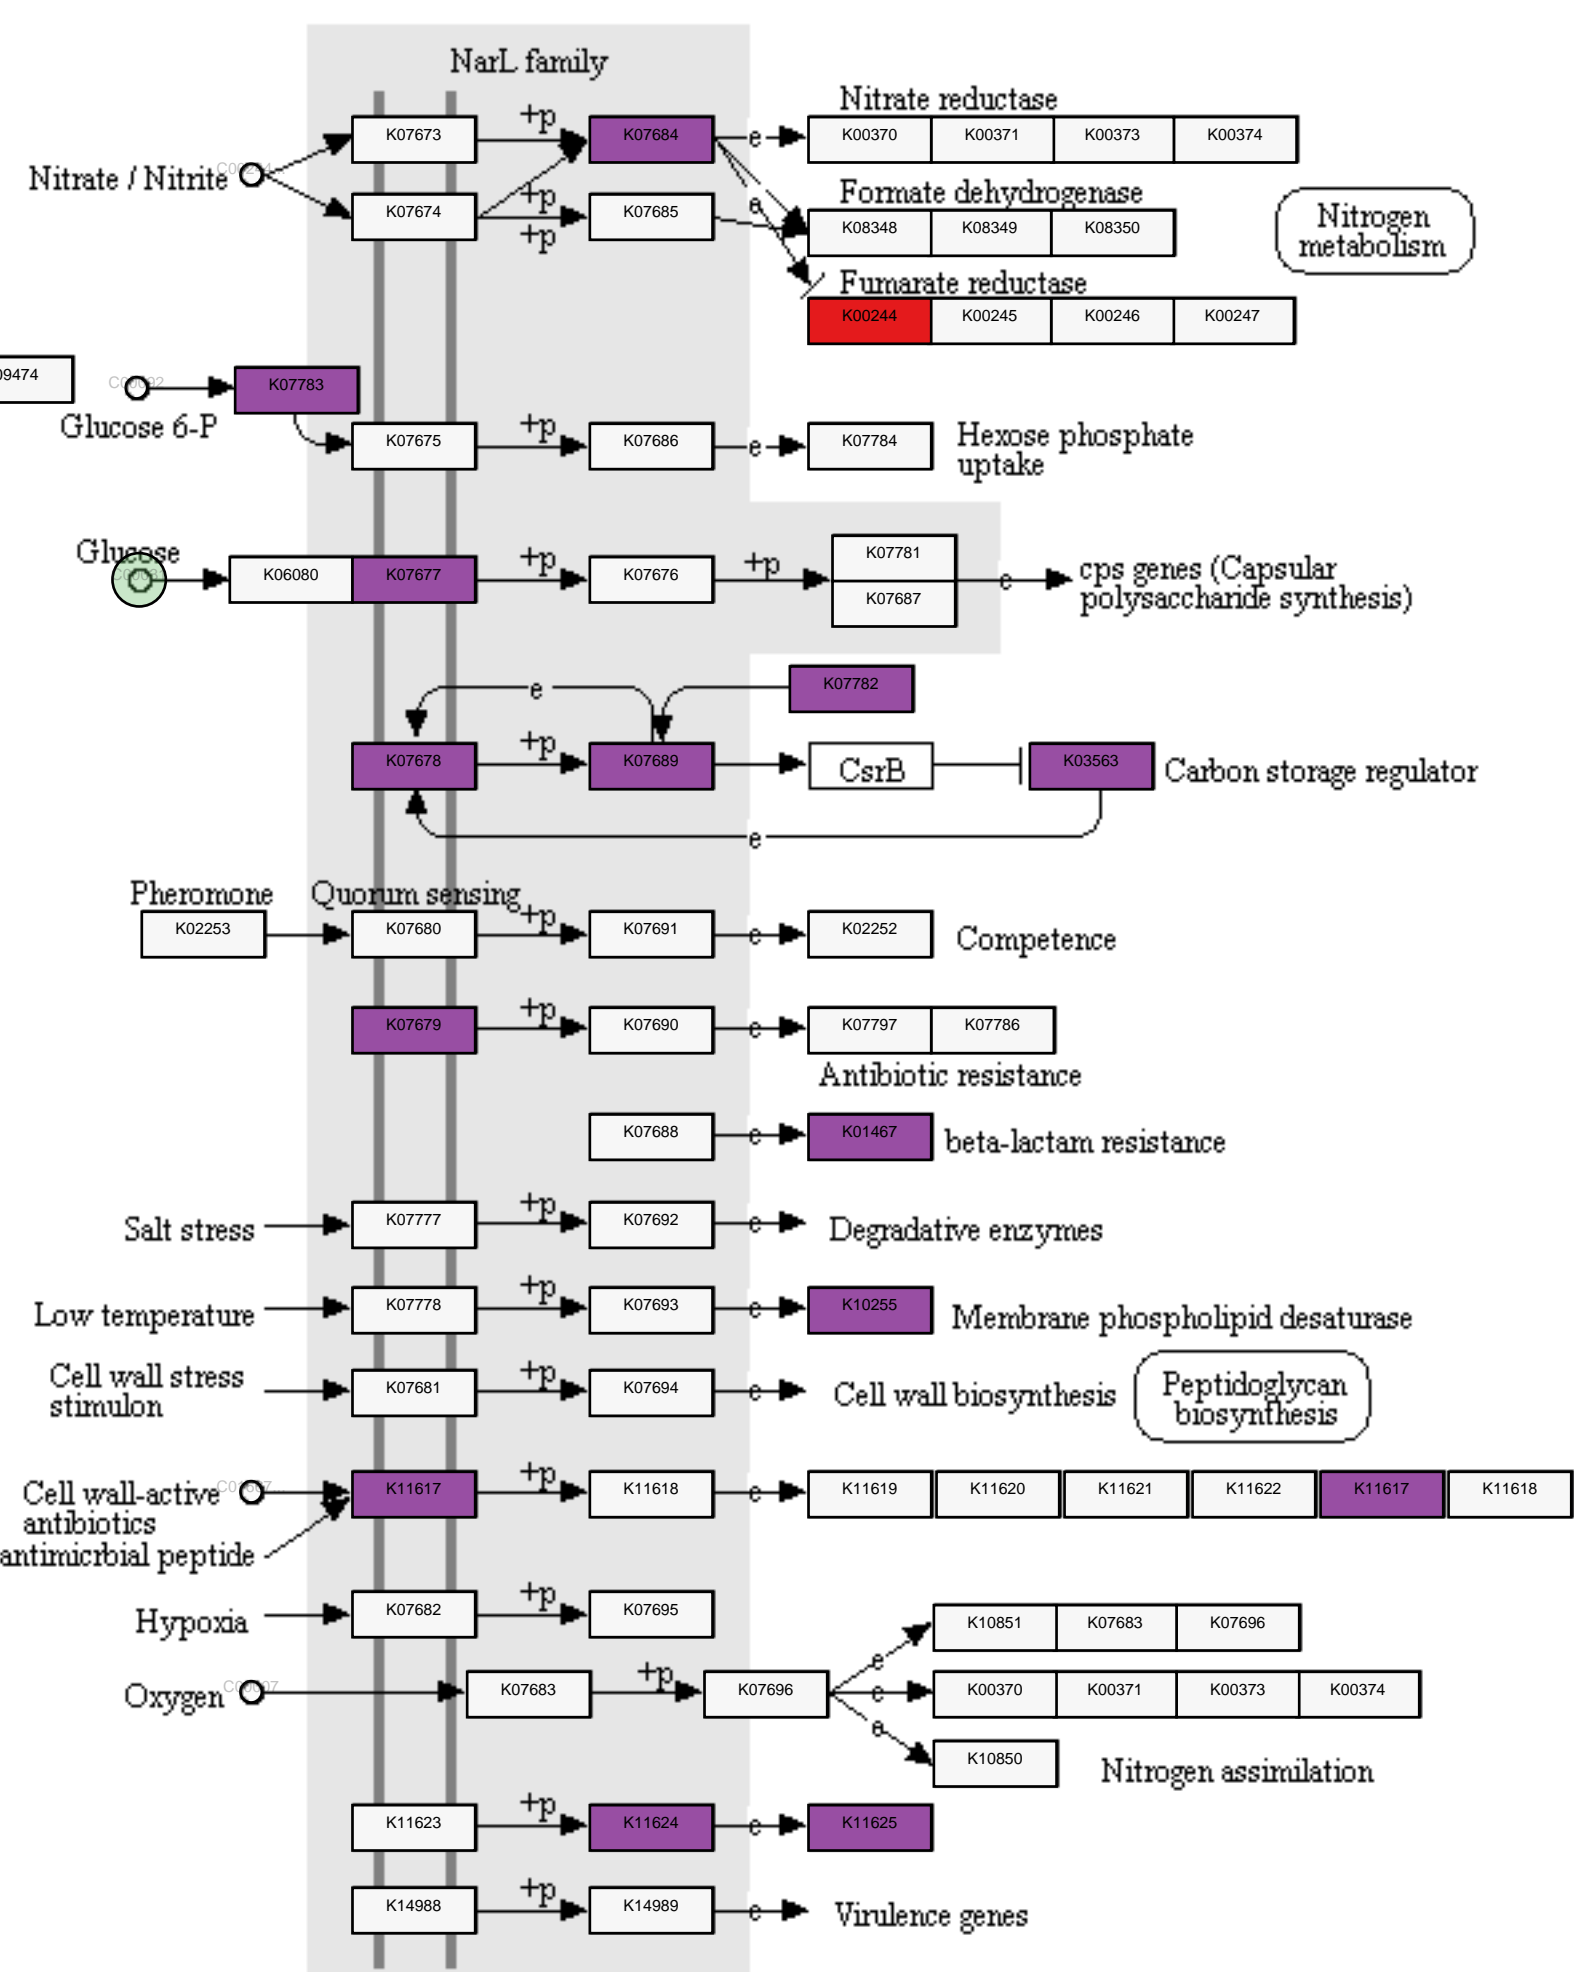 NarL family
Nitrate reductase
+p
K07673
K07684
e
K00370
K00371
K00373
K00374
Nitrate / Nitrite
Formate dehydrogenase
+p
K07674
K07685
e
K08348
K08349
K08350
+p
Nitrogen
metabolism
Fumarate reductase
K00244
K00245
K00246
K00247
09474
K07783
Glucose 6-P
+p
K07675
K07686
e
K07784
Hexose phosphate
uptake
Glucose
K06080
K07677
+p
K07676
+p
K07781
K07687
e
cps genes (Capsular
polysaccharide synthesis)
e
K07782
K07678
+p
K07689
CsrB
K03563
Carbon storage regulator
e
Pheromone
Quorum sensing
K02253
K07680
+p
K07691
e
K02252
Competence
K07679
+p
K07690
e
K07797
K07786
Antibiotic resistance
K07688
e
K01467
beta-lactam resistance
Salt stress
K07777
+p
K07692
e
Degradative enzymes
Low temperature
K07778
+p
K07693
e
K10255
Membrane phospholipid desaturase
Cell wall stress
stimulon
K07681
+p
K07694
e
Cell wall biosynthesis
Peptidoglycan
biosynthesis
Cell wall-active
antibiotics
antimicrbial peptide
K11617
+p
K11618
e
K11619
K11620
K11621
K11622
K11617
K11618
Hypoxia
K07682
+p
K07695
K10851
K07683
K07696
e
Oxygen
K07683
+p
K07696
e
K00370
K00371
K00373
K00374
e
K10850
Nitrogen assimilation
K11623
+p
K11624
e
K11625
K14988
+p
K14989
e
Virulence genes